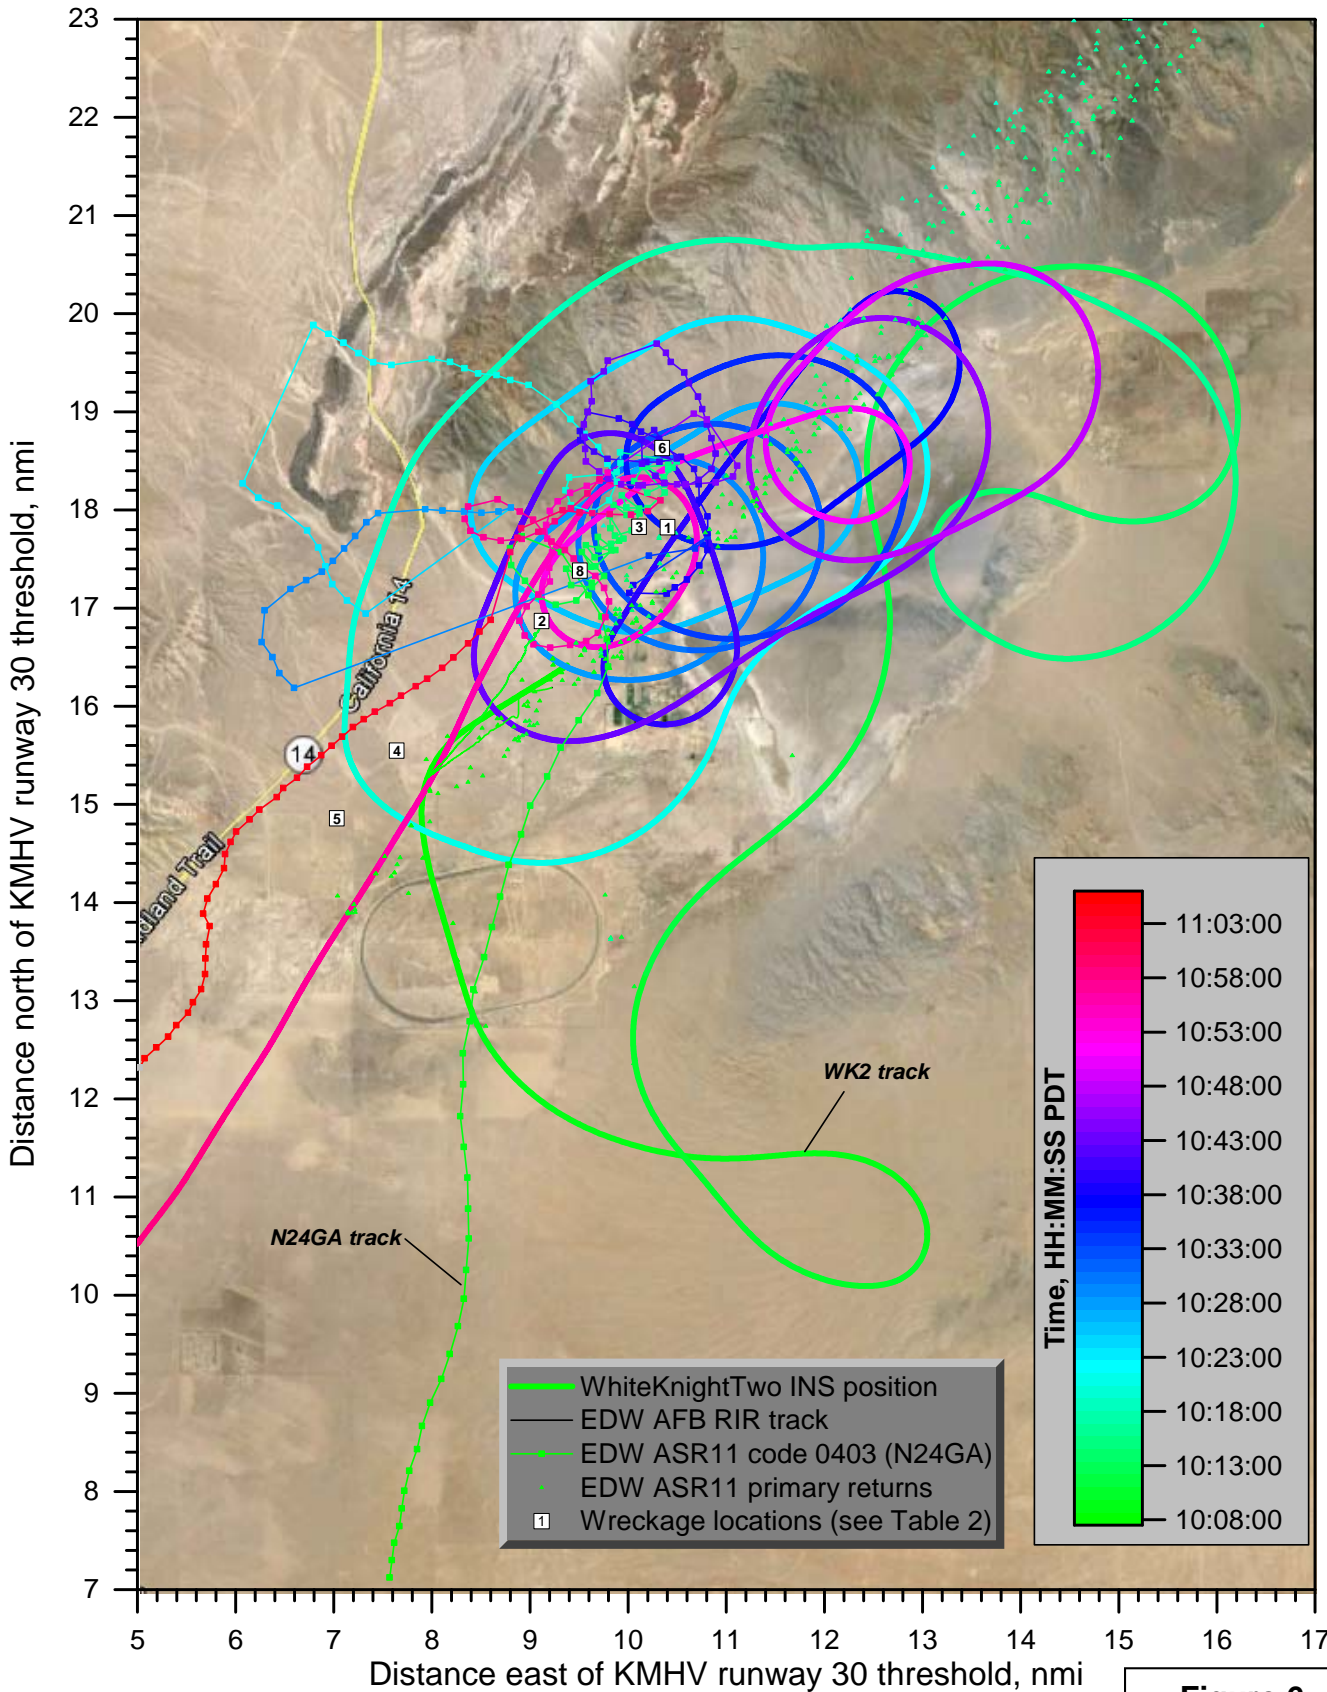 23
22
21
20
19
18
17
16
15
14
13
12
11
10
9
8
7
Distance north of KMHV runway 30 threshold, nmi
5 6 7 8 9 10 11 12 13 14 15 16 17
Distance east of KMHV runway 30 threshold, nmi
6
3 1
8
2
4
5
California 14
14
dland Trail
WK2 track
N24GA track
WhiteKnightTwo INS position
EDW AFB RIR track
EDW ASR11 code 0403 (N24GA)
EDW ASR11 primary returns
1 Wreckage locations (see Table 2)
Time, HH:MM:SS PDT
11:03:00
10:58:00
10:53:00
10:48:00
10:43:00
10:38:00
10:33:00
10:28:00
10:23:00
10:18:00
10:13:00
10:08:00